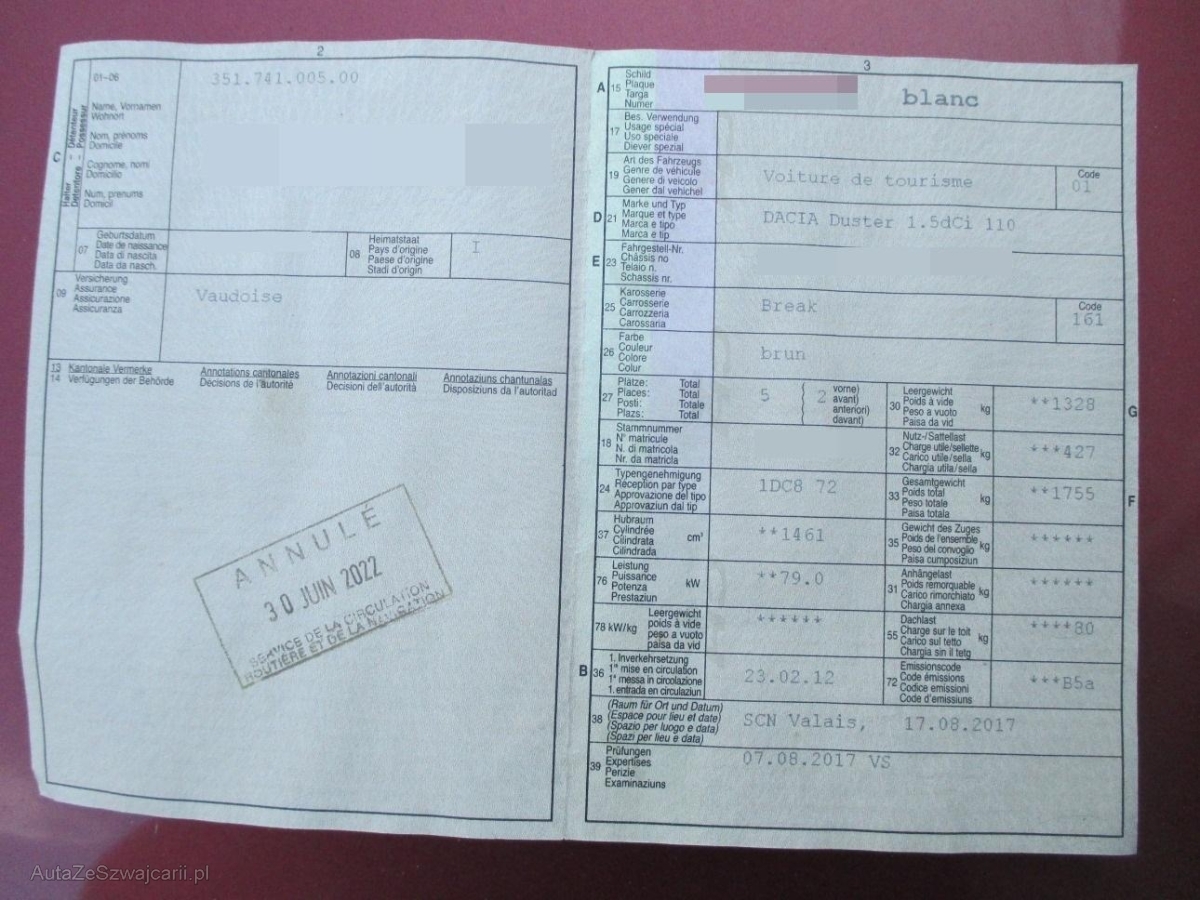 2
01-06
351.741.005.00
Name, Vornamen
Wohnort
Nom, prénoms
Domicile
Cognome, nomi
Domicilio
Num, prenums
Domicil
C
Halter - Détenteur
Detentore - Possessur
07
Geburtsdatum
Date de naissance
Data di nascita
Data da nasch.
08
Heimatstaat
Pays d'origine
Paese d'origine
Stadi d'origin
I
09
Versicherung
Assurance
Assicurazione
Assicuranza
Vaudoise
13 Kantonale Vermerke
14 Verfügungen der Behörde
Annotations cantonales
Décisions de l'autorité
Annotazioni cantonali
Decisioni dell'autorità
Annotaziuns chantunalas
Disposiziuns da l'autoritad
ANNULÉ
30 JUIN 2022
SERVICE DE LA CIRCULATION
ROUTIÈRE ET DE LA NAVIGATION
3
A 15
Schild
Plaque
Targa
Numer
blanc
17
Bes. Verwendung
Usage spécial
Uso speciale
Diever spezial
19
Art des Fahrzeugs
Genre de véhicule
Genere di veicolo
Gener dal vehichel
Voiture de tourisme
Code
01
D 21
Marke und Typ
Marque et type
Marca e tipo
Marca e tip
DACIA Duster 1.5dCi 110
E 23
Fahrgestell-Nr.
Châssis no
Telaio n.
Schassis nr.
25
Karosserie
Carrosserie
Carrozzeria
Carossaria
Break
Code
161
26
Farbe
Couleur
Colore
Colur
brun
27
Plätze: Total
Places: Total
Posti: Totale
Plazs: Total
5
2
vorne)
avant)
anteriori)
davant)
30
Leergewicht
Poids à vide
Peso a vuoto
Paisa da vid
kg
**1328
G
18
Stammnummer
N° matricule
N. di matricola
Nr. da matricla
32
Nutz-/Sattellast
Charge utile/sellette
Carico utile/sella
Chargia utila/sella
kg
***427
24
Typengenehmigung
Réception par type
Approvazione del tipo
Approvaziun dal tip
1DC8 72
33
Gesamtgewicht
Poids total
Peso totale
Paisa totala
kg
**1755
F
37
Hubraum
Cylindrée
Cilindrata
Cilindrada
cm³
**1461
35
Gewicht des Zuges
Poids de l'ensemble
Peso del convoglio
Paisa cumposiziun
kg
******
76
Leistung
Puissance
Potenza
Prestaziun
kW
**79.0
31
Anhängelast
Poids remorquable
Carico rimorchiato
Chargia annexa
kg
******
78 kW/kg
Leergewicht
poids à vide
peso a vuoto
paisa da vid
******
55
Dachlast
Charge sur le toit
Carico sul tetto
Chargia sin il tetg
kg
****80
B 36
1. Inverkehrsetzung
1re mise en circulation
1a messa in circolazione
1. entrada en circulaziun
23.02.12
72
Emissionscode
Code émissions
Codice emissioni
Code d'emissiuns
***B5a
38
(Raum für Ort und Datum)
(Espace pour lieu et date)
(Spazio per luogo e data)
(Spazi per lieu e data)
SCN Valais, 17.08.2017
39
Prüfungen
Expertises
Perizie
Examinaziuns
07.08.2017 VS
AutaZeSzwajcarii.pl